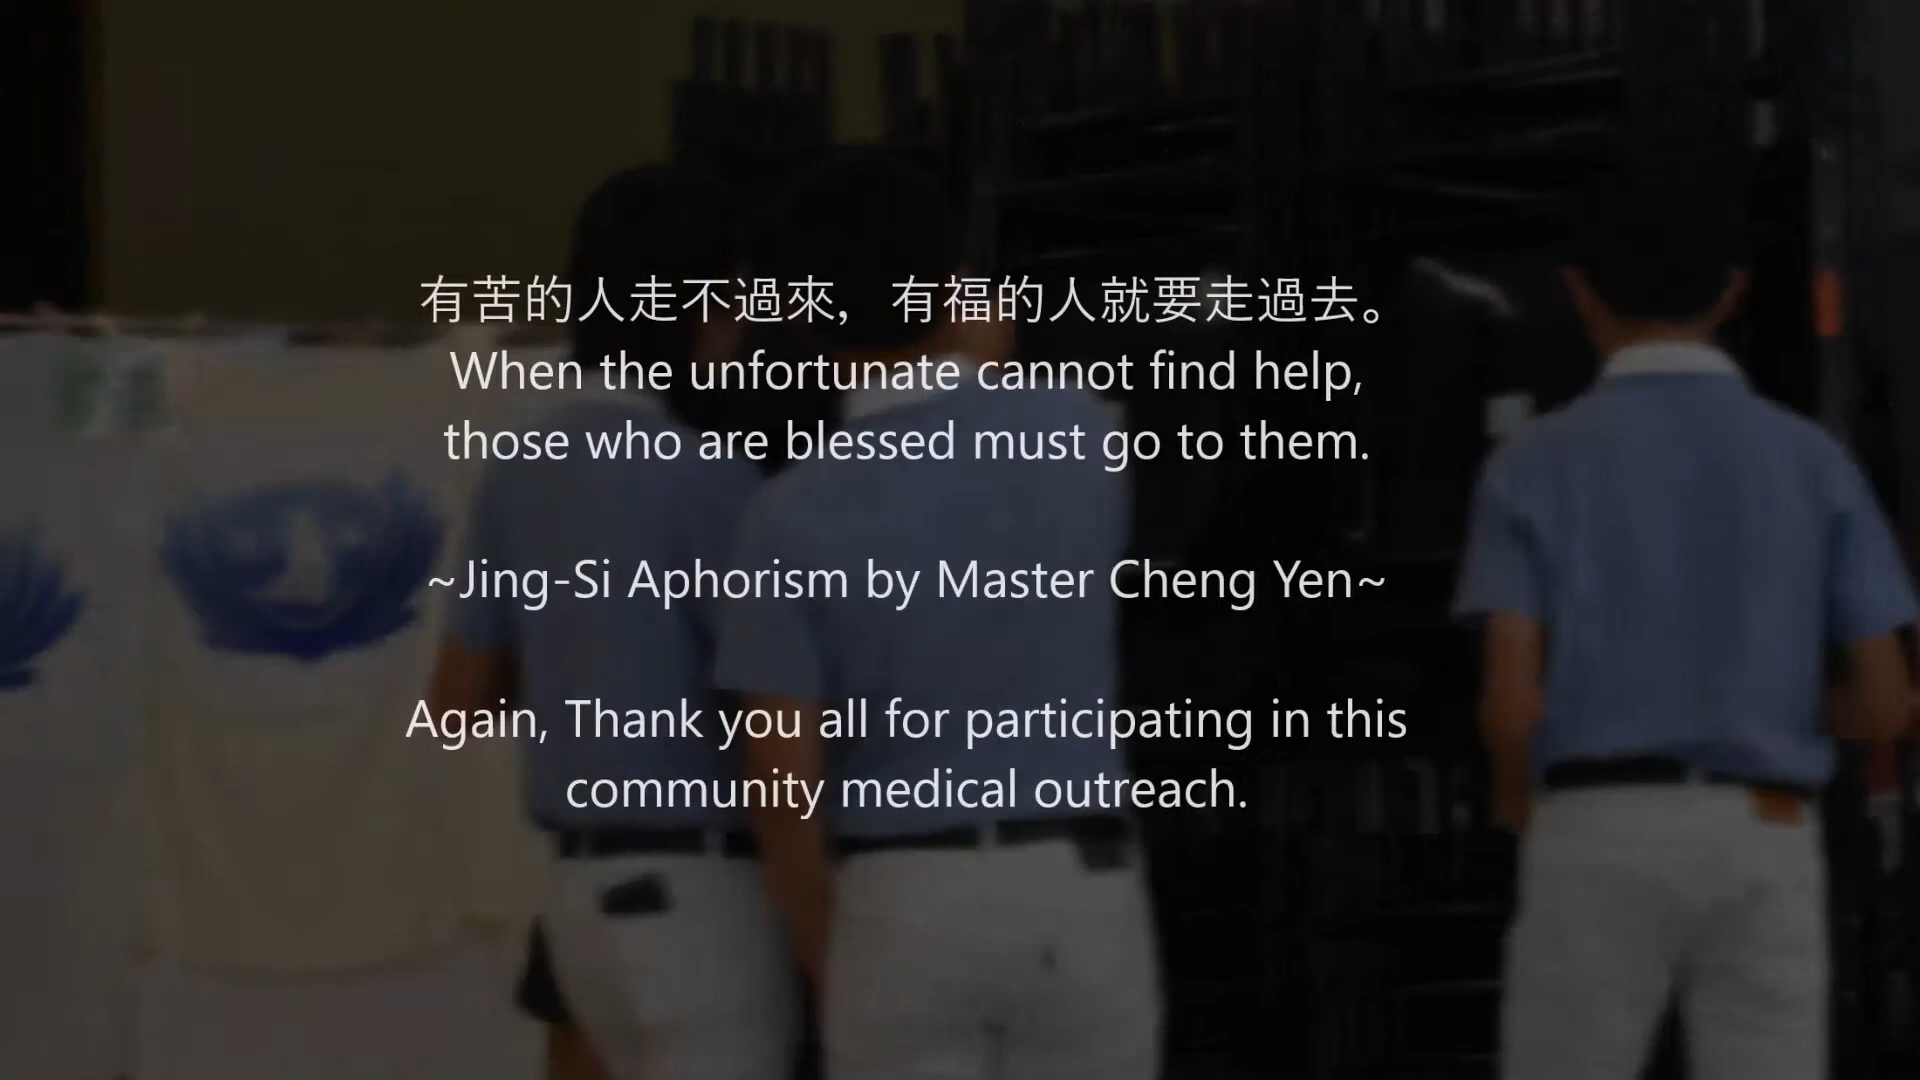 有苦的人走不過來，有福的人就要走過去。
When the unfortunate cannot find help,
those who are blessed must go to them.
~Jing-Si Aphorism by Master Cheng Yen~
Again, Thank you all for participating in this
community medical outreach.